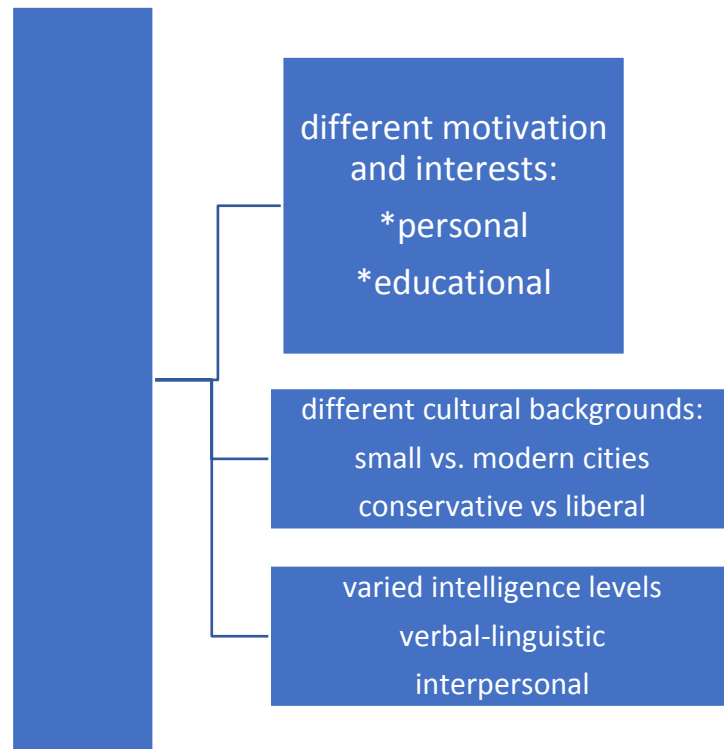 different motivation
and interests:
*personal
*educational
different cultural backgrounds:
small vs. modern cities
conservative vs liberal
varied intelligence levels
verbal-linguistic
interpersonal